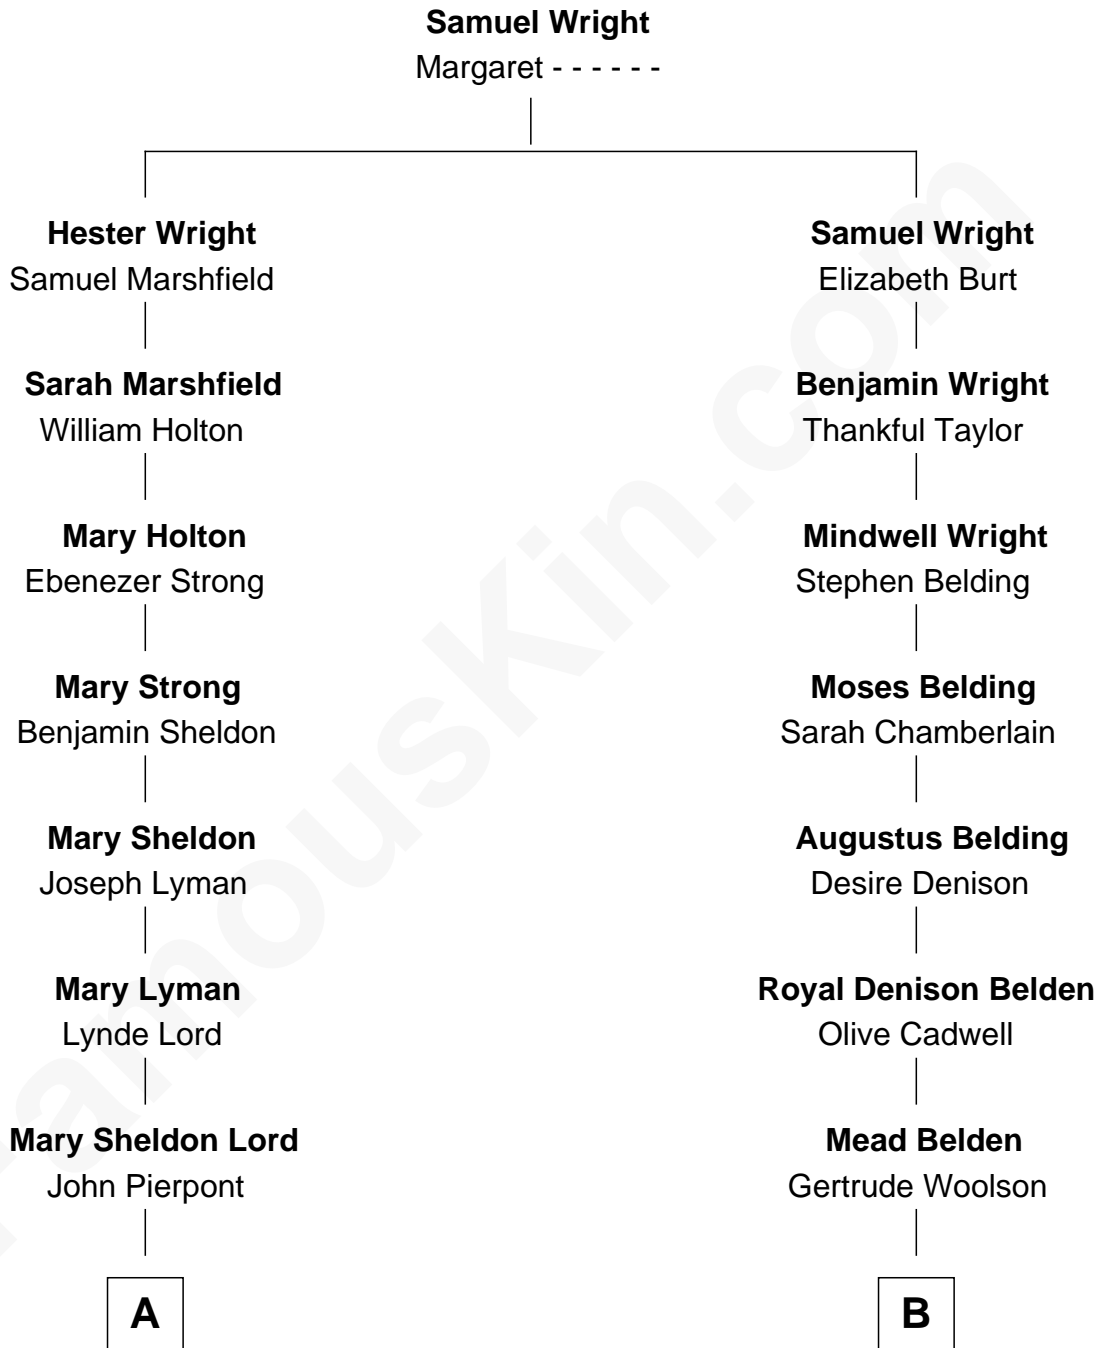 Samuel Wright
Margaret - - - - - -
Hester Wright
Samuel Marshfield
Sarah Marshfield
William Holton
Mary Holton
Ebenezer Strong
Mary Strong
Benjamin Sheldon
Mary Sheldon
Joseph Lyman
Mary Lyman
Lynde Lord
Mary Sheldon Lord
John Pierpont
A
Samuel Wright
Elizabeth Burt
Benjamin Wright
Thankful Taylor
Mindwell Wright
Stephen Belding
Moses Belding
Sarah Chamberlain
Augustus Belding
Desire Denison
Royal Denison Belden
Olive Cadwell
Mead Belden
Gertrude Woolson
B
FamousKin.com